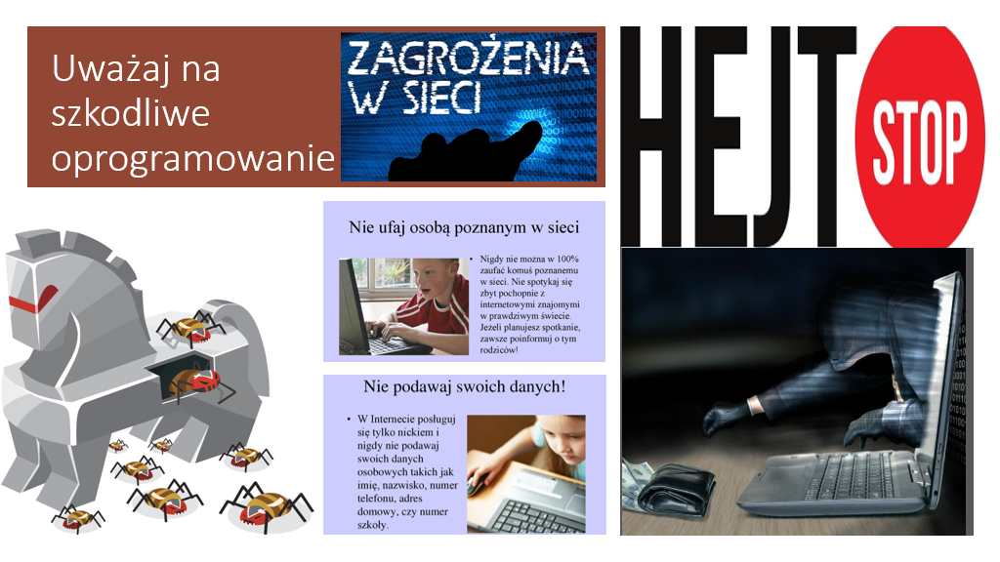 Uważaj na
szkodliwe
oprogramowanie
ZAGROŻENIA
W SIECI
HEJT
STOP
Nie ufaj osobą poznanym w sieci
• Nigdy nie można w 100%
zaufać komuś poznanemu
w sieci. Nie spotykaj się
zbyt pochopnie z
internetowymi znajomymi
w prawdziwym świecie.
Jeżeli planujesz spotkanie,
zawsze poinformuj o tym
rodziców!
Nie podawaj swoich danych!
• W Internecie posługuj
się tylko nickiem i
nigdy nie podawaj
swoich danych
osobowych takich jak
imię, nazwisko, numer
telefonu, adres
domowy, czy numer
szkoły.